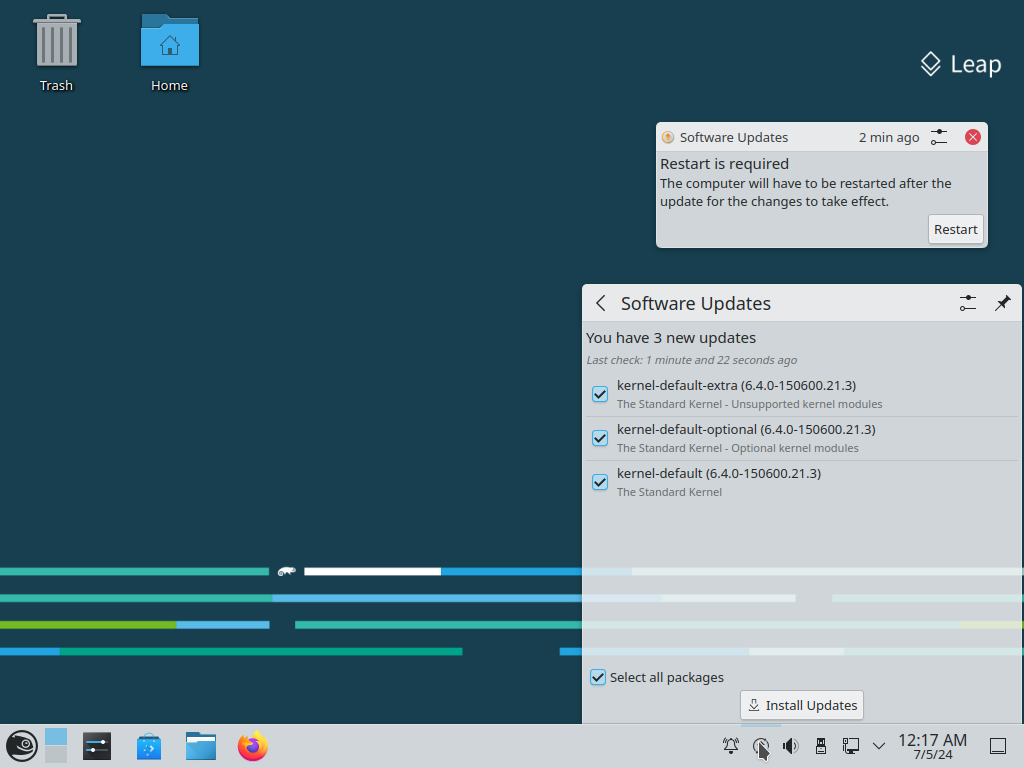 Trash
Home
Leap
Software Updates
2 min ago
Restart is required
The computer will have to be restarted after the
update for the changes to take effect.
Restart
Software Updates
You have 3 new updates
Last check: 1 minute and 22 seconds ago
kernel-default-extra (6.4.0-150600.21.3)
The Standard Kernel - Unsupported kernel modules
kernel-default-optional (6.4.0-150600.21.3)
The Standard Kernel - Optional kernel modules
kernel-default (6.4.0-150600.21.3)
The Standard Kernel
Select all packages
Install Updates
12:17 AM
7/5/24